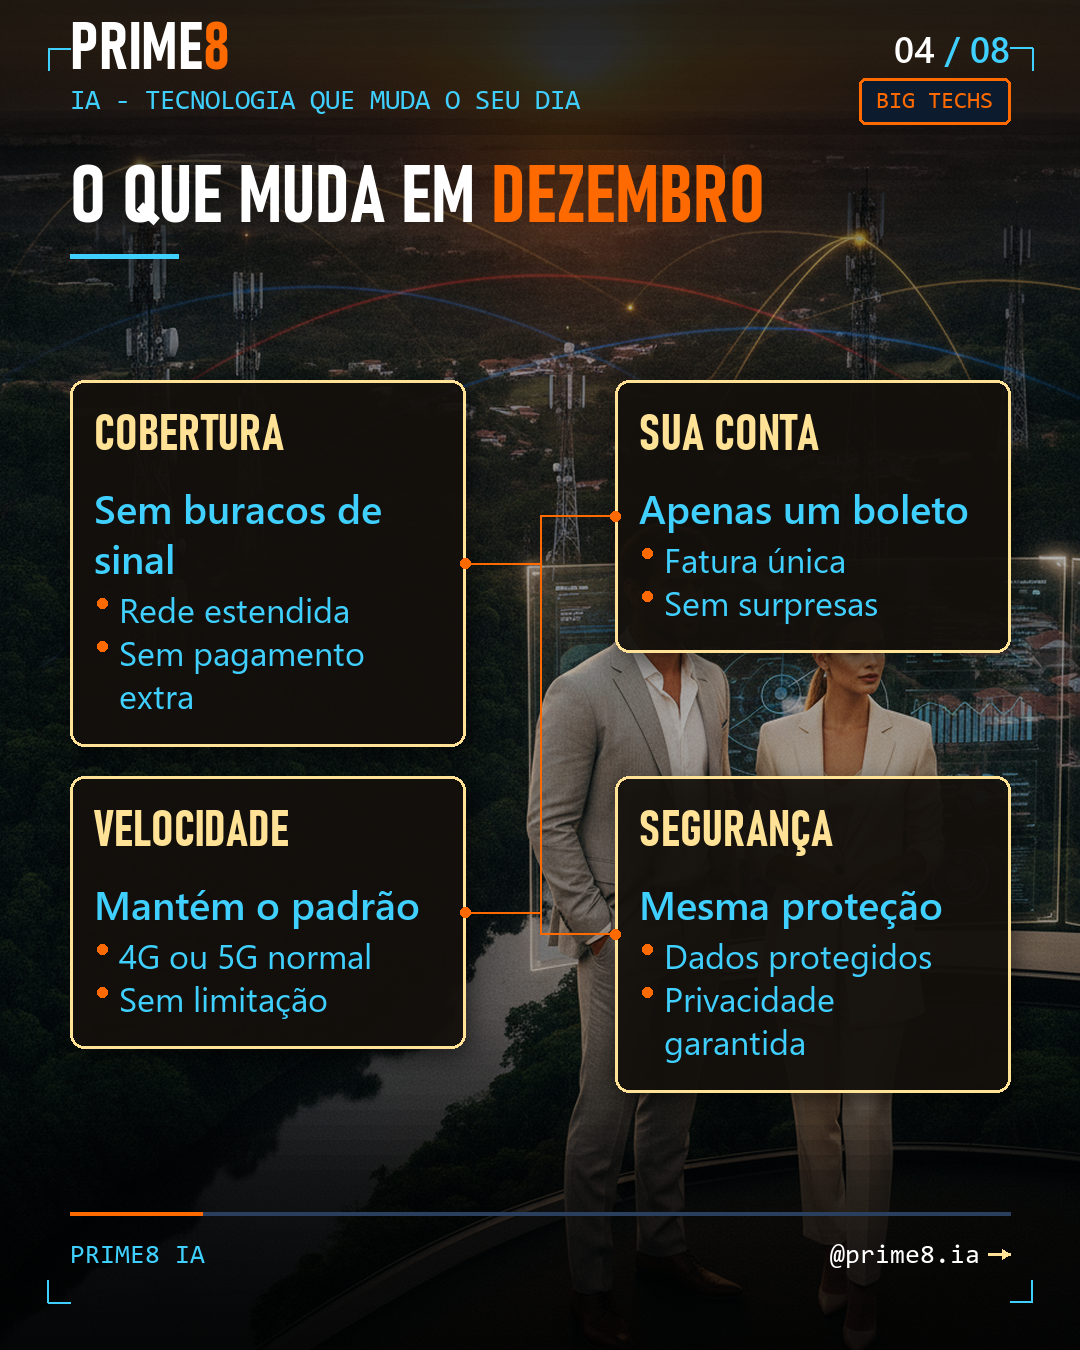 PRIME8
04 / 08
IA - TECNOLOGIA QUE MUDA O SEU DIA
BIG TECHS
O QUE MUDA EM DEZEMBRO
COBERTURA
Sem buracos de
sinal
Rede estendida
Sem pagamento
extra
SUA CONTA
Apenas um boleto
Fatura única
Sem surpresas
VELOCIDADE
Mantém o padrão
4G ou 5G normal
Sem limitação
SEGURANÇA
Mesma proteção
Dados protegidos
Privacidade
garantida
PRIME8 IA
@prime8.ia